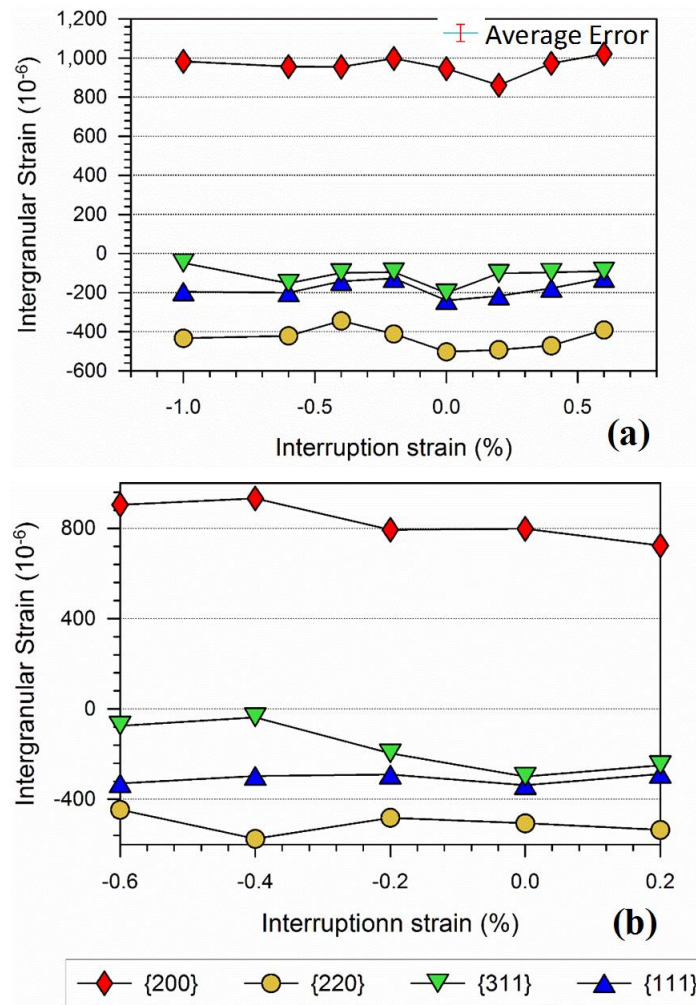 1,200
Average Error
1,000
800
600
400
200
0
-200
-400
-600
Intergranular Strain (10-6)
-1.0 -0.5 0.0 0.5
Interruption strain (%)
(a)
800
400
0
-400
Intergranular Strain (10-6)
-0.6 -0.4 -0.2 0.0 0.2
Interruptionn strain (%)
(b)
{200} {220} {311} {111}